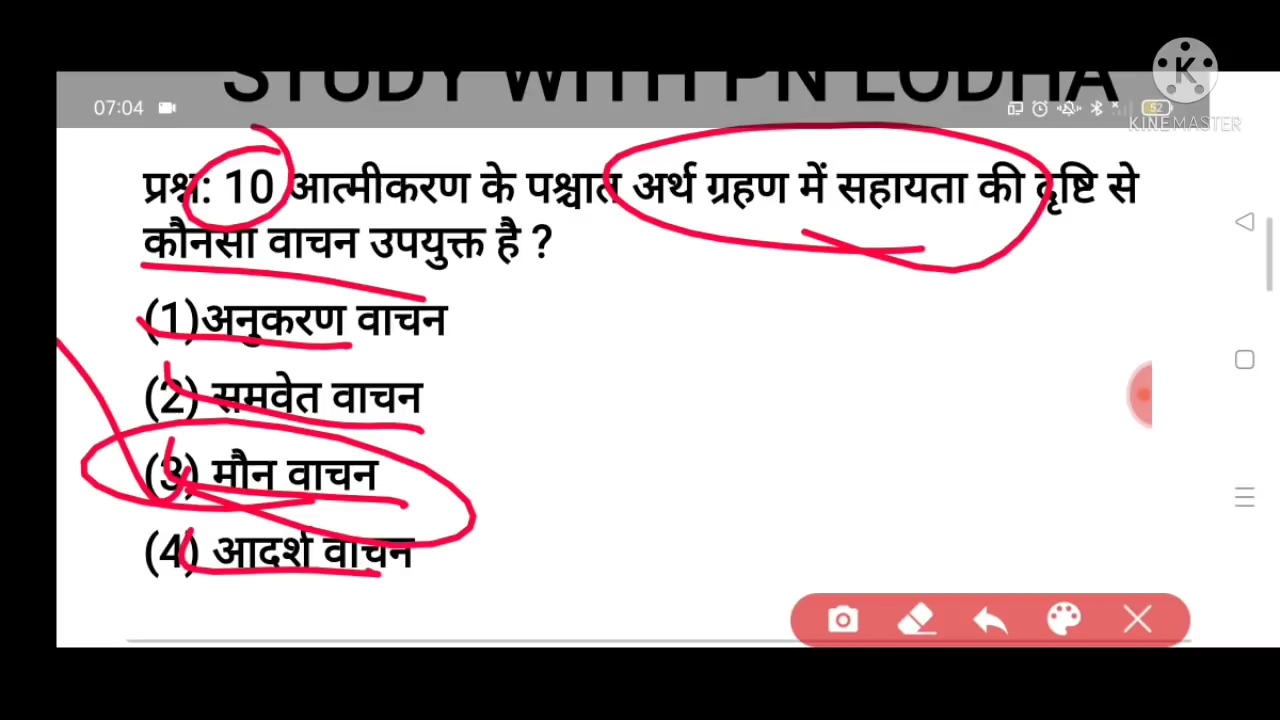 STUDY WITH PN LODHA
K
KINEMASTER
07:04
52
प्रश्न: 10 आत्मीकरण के पश्चात अर्थ ग्रहण में सहायता की दृष्टि से
कौनसा वाचन उपयुक्त है ?
(1)अनुकरण वाचन
(2) समवेत वाचन
(3) मौन वाचन
(4) आदर्श वाचन